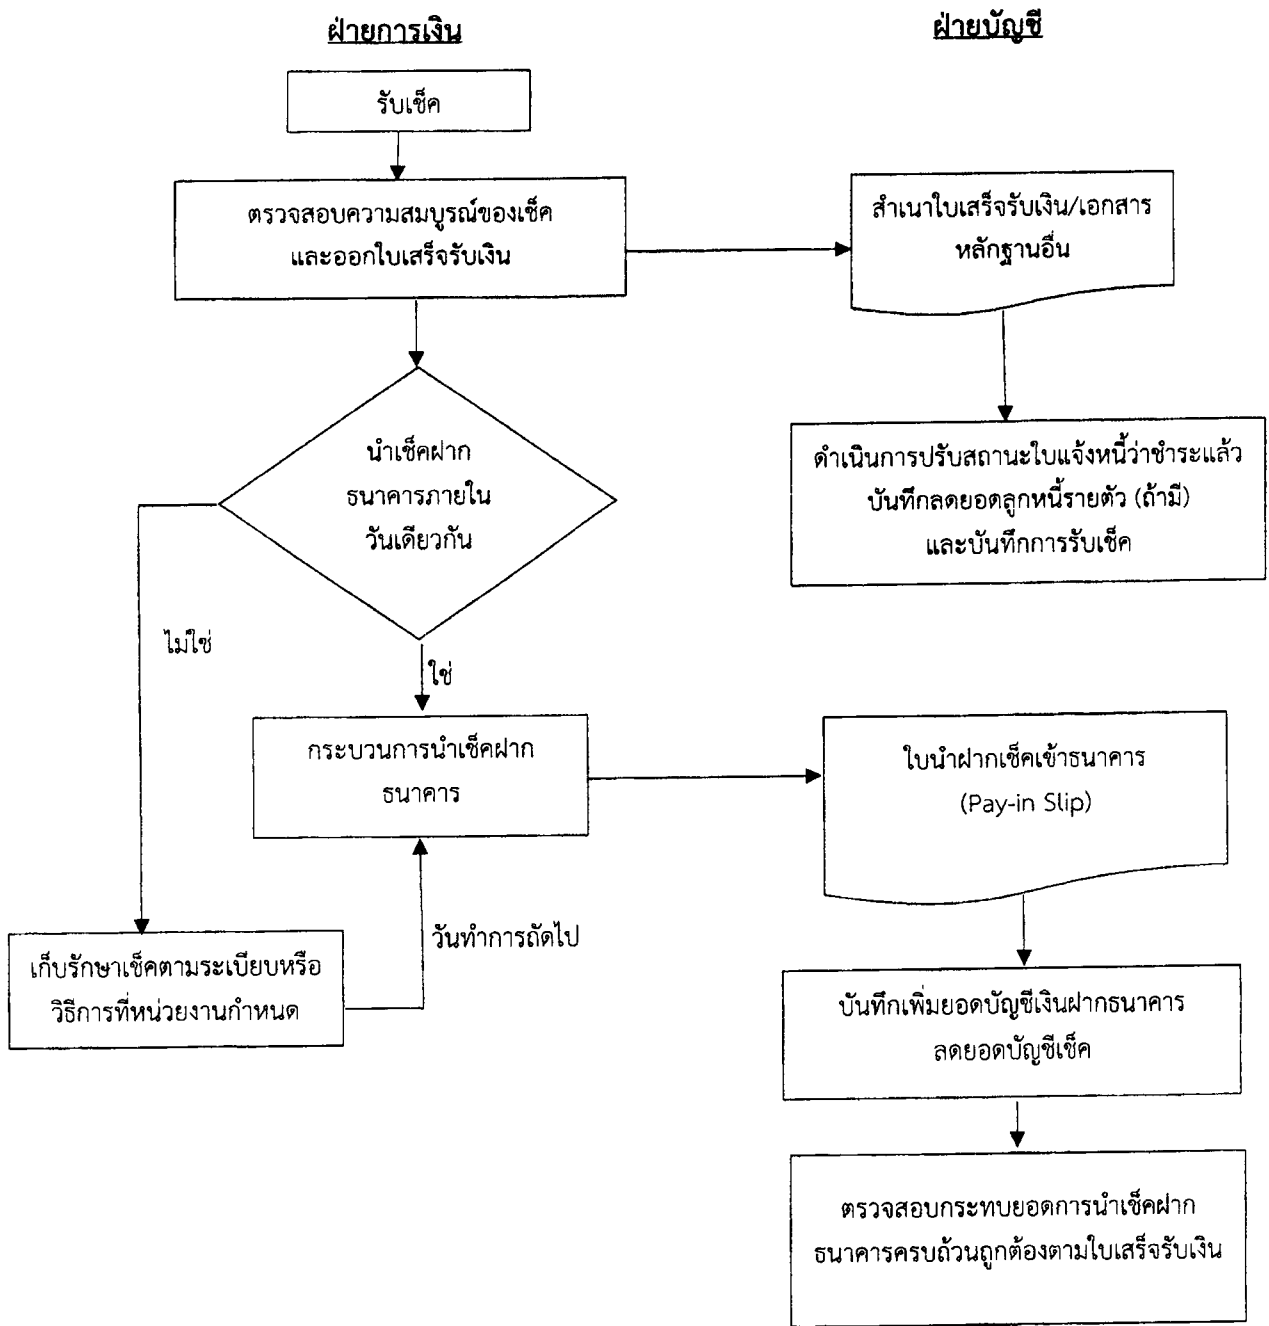 ฝ่ายการเงิน
ฝ่ายบัญชี
รับเช็ค
ตรวจสอบความสมบูรณ์ของเช็ค
และออกใบเสร็จรับเงิน
สำเนาใบเสร็จรับเงิน/เอกสาร
หลักฐานอื่น
นำเช็คฝาก
ธนาคารภายใน
วันเดียวกัน
ดำเนินการปรับสถานะใบแจ้งหนี้ว่าชำระแล้ว
บันทึกลดยอดลูกหนี้รายตัว (ถ้ามี)
และบันทึกการรับเช็ค
ไม่ใช่
ใช่
กระบวนการนำเช็คฝาก
ธนาคาร
ใบนำฝากเช็คเข้าธนาคาร
(Pay-in Slip)
วันทำการถัดไป
เก็บรักษาเช็คตามระเบียบหรือ
วิธีการที่หน่วยงานกำหนด
บันทึกเพิ่มยอดบัญชีเงินฝากธนาคาร
ลดยอดบัญชีเช็ค
ตรวจสอบกระทบยอดการนำเช็คฝาก
ธนาคารครบถ้วนถูกต้องตามใบเสร็จรับเงิน